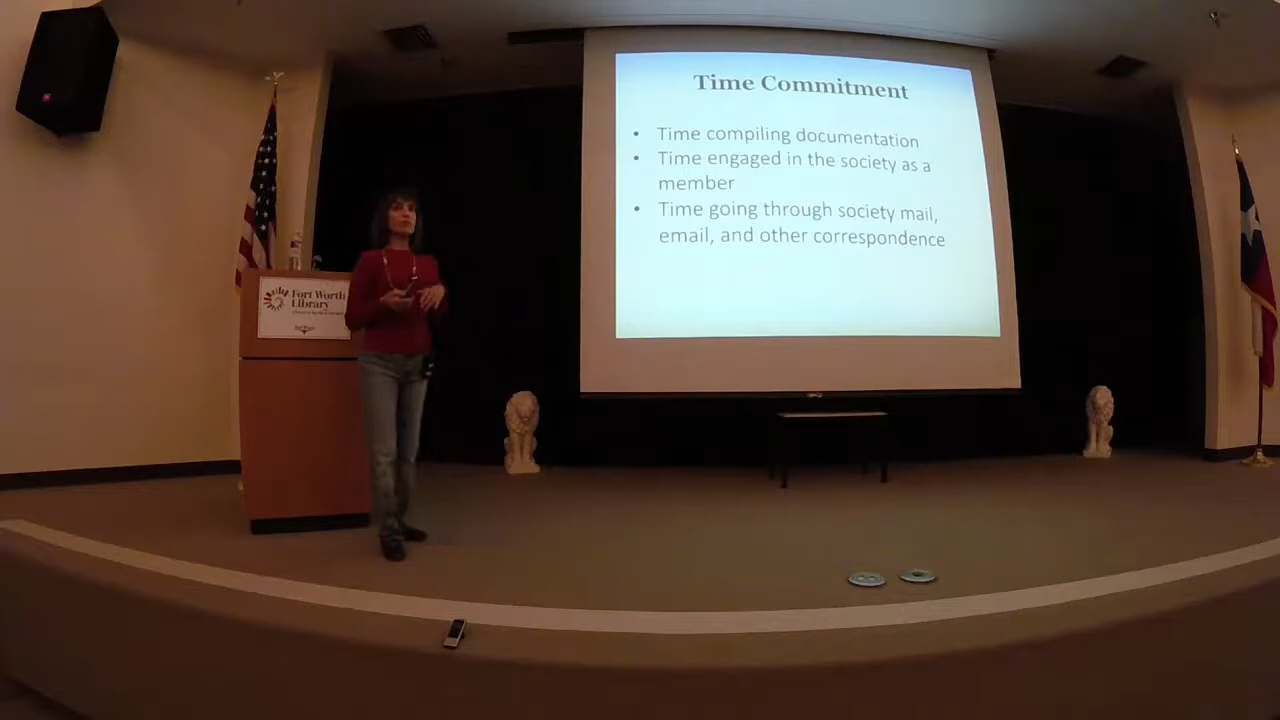 Time Commitment
• Time compiling documentation
• Time engaged in the society as a
member
• Time going through society mail,
email, and other correspondence
Fort Worth
Library